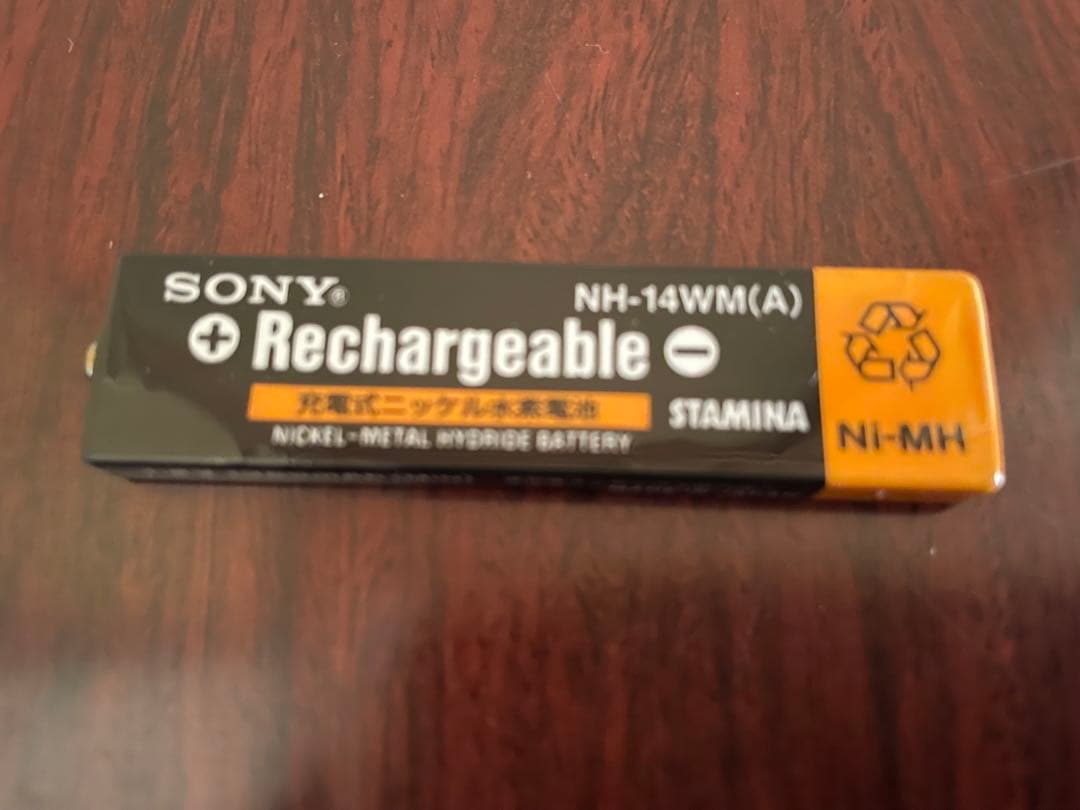 SONY®
NH-14WM(A)
+ Rechargeable −
充電式ニッケル水素電池
STAMINA
NICKEL-METAL HYDRIDE BATTERY
Ni-MH